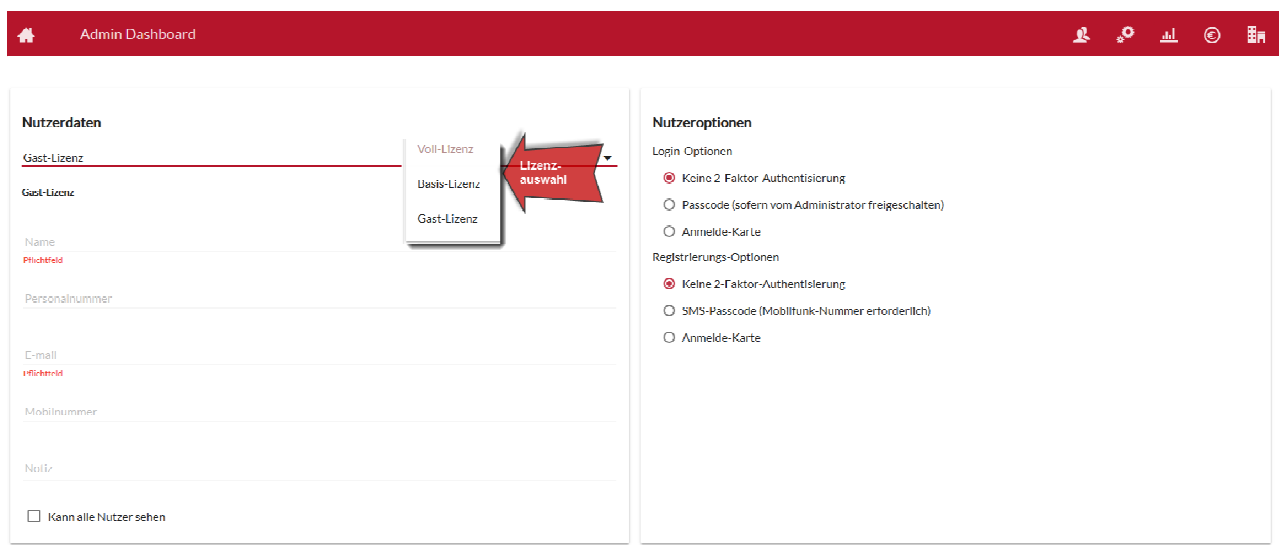 Admin Dashboard
Nutzerdaten
Gast-Lizenz
Gast-Lizenz
Voll-Lizenz
Basis-Lizenz
Gast-Lizenz
Lizenz-
auswahl
Name
Pflichtfeld
Personalnummer
E-mail
Pflichtfeld
Mobilnummer
Notiz
Kann alle Nutzer sehen
Nutzeroptionen
Login-Optionen
Keine 2-Faktor-Authentisierung
Passcode (sofern vom Administrator freigeschalten)
Anmelde-Karte
Registrierungs-Optionen
Keine 2-Faktor-Authentisierung
SMS-Passcode (Mobilfunk-Nummer erforderlich)
Anmelde-Karte